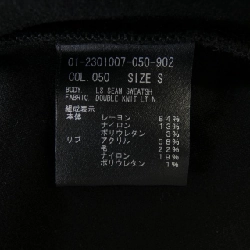 01-2301007-050-902
COL. 050 SIZE S
BODY: LS SEAN SWEATSH
FABRIC: DOUBLE KNIT LT N
組成表示
本体 レーヨン 84%
ナイロン 13%
ポリウレタン 3%
リブ アクリル 58%
毛 22%
ナイロン 19%
ポリウレタン 1%